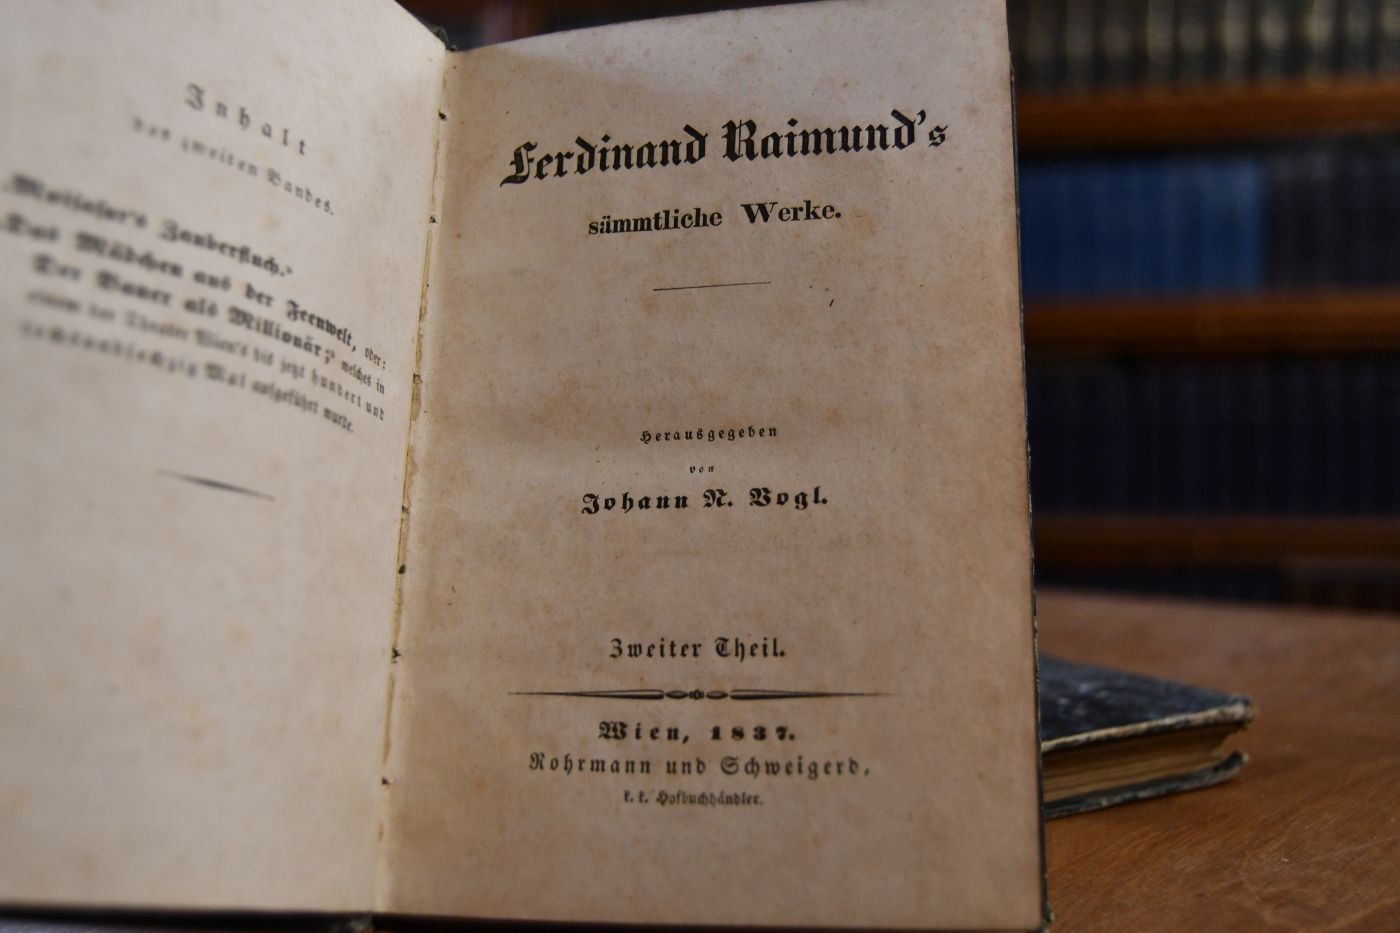 Inhalt
des zweiten Bandes.
„Moisasur's Zauberfluch.“
„Das Mädchen aus der Feenwelt, oder:
Der Bauer als Millionär;“ welches in
einem der Theater Wien's bis jetzt hundert und
sechsundsechzig Mal aufgeführt wurde.
Ferdinand Raimund's
sämmtliche Werke.
Herausgegeben
von
Johann N. Vogl.
Zweiter Theil.
Wien, 1837.
Rohrmann und Schweigerd,
k. k. Hofbuchhändler.